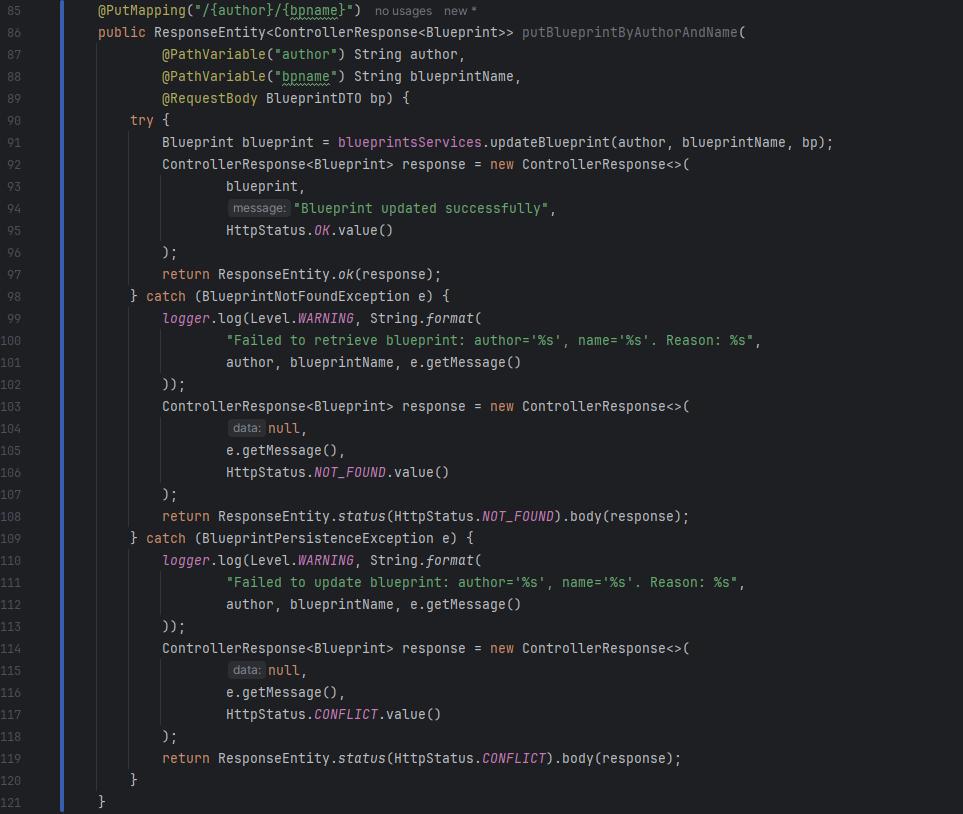 85 @PutMapping("/{author}/{bpname}") no usages new *
86 public ResponseEntity<ControllerResponse<Blueprint>> putBlueprintByAuthorAndName(
87 @PathVariable("author") String author,
88 @PathVariable("bpname") String blueprintName,
89 @RequestBody BlueprintDTO bp) {
90 try {
91 Blueprint blueprint = blueprintsServices.updateBlueprint(author, blueprintName, bp);
92 ControllerResponse<Blueprint> response = new ControllerResponse<>(
93 blueprint,
94 message: "Blueprint updated successfully",
95 HttpStatus.OK.value()
96 );
97 return ResponseEntity.ok(response);
98 } catch (BlueprintNotFoundException e) {
99 logger.log(Level.WARNING, String.format(
100 "Failed to retrieve blueprint: author='%s', name='%s'. Reason: %s",
101 author, blueprintName, e.getMessage()
102 ));
103 ControllerResponse<Blueprint> response = new ControllerResponse<>(
104 data: null,
105 e.getMessage(),
106 HttpStatus.NOT_FOUND.value()
107 );
108 return ResponseEntity.status(HttpStatus.NOT_FOUND).body(response);
109 } catch (BlueprintPersistenceException e) {
110 logger.log(Level.WARNING, String.format(
111 "Failed to update blueprint: author='%s', name='%s'. Reason: %s",
112 author, blueprintName, e.getMessage()
113 ));
114 ControllerResponse<Blueprint> response = new ControllerResponse<>(
115 data: null,
116 e.getMessage(),
117 HttpStatus.CONFLICT.value()
118 );
119 return ResponseEntity.status(HttpStatus.CONFLICT).body(response);
120 }
121 }